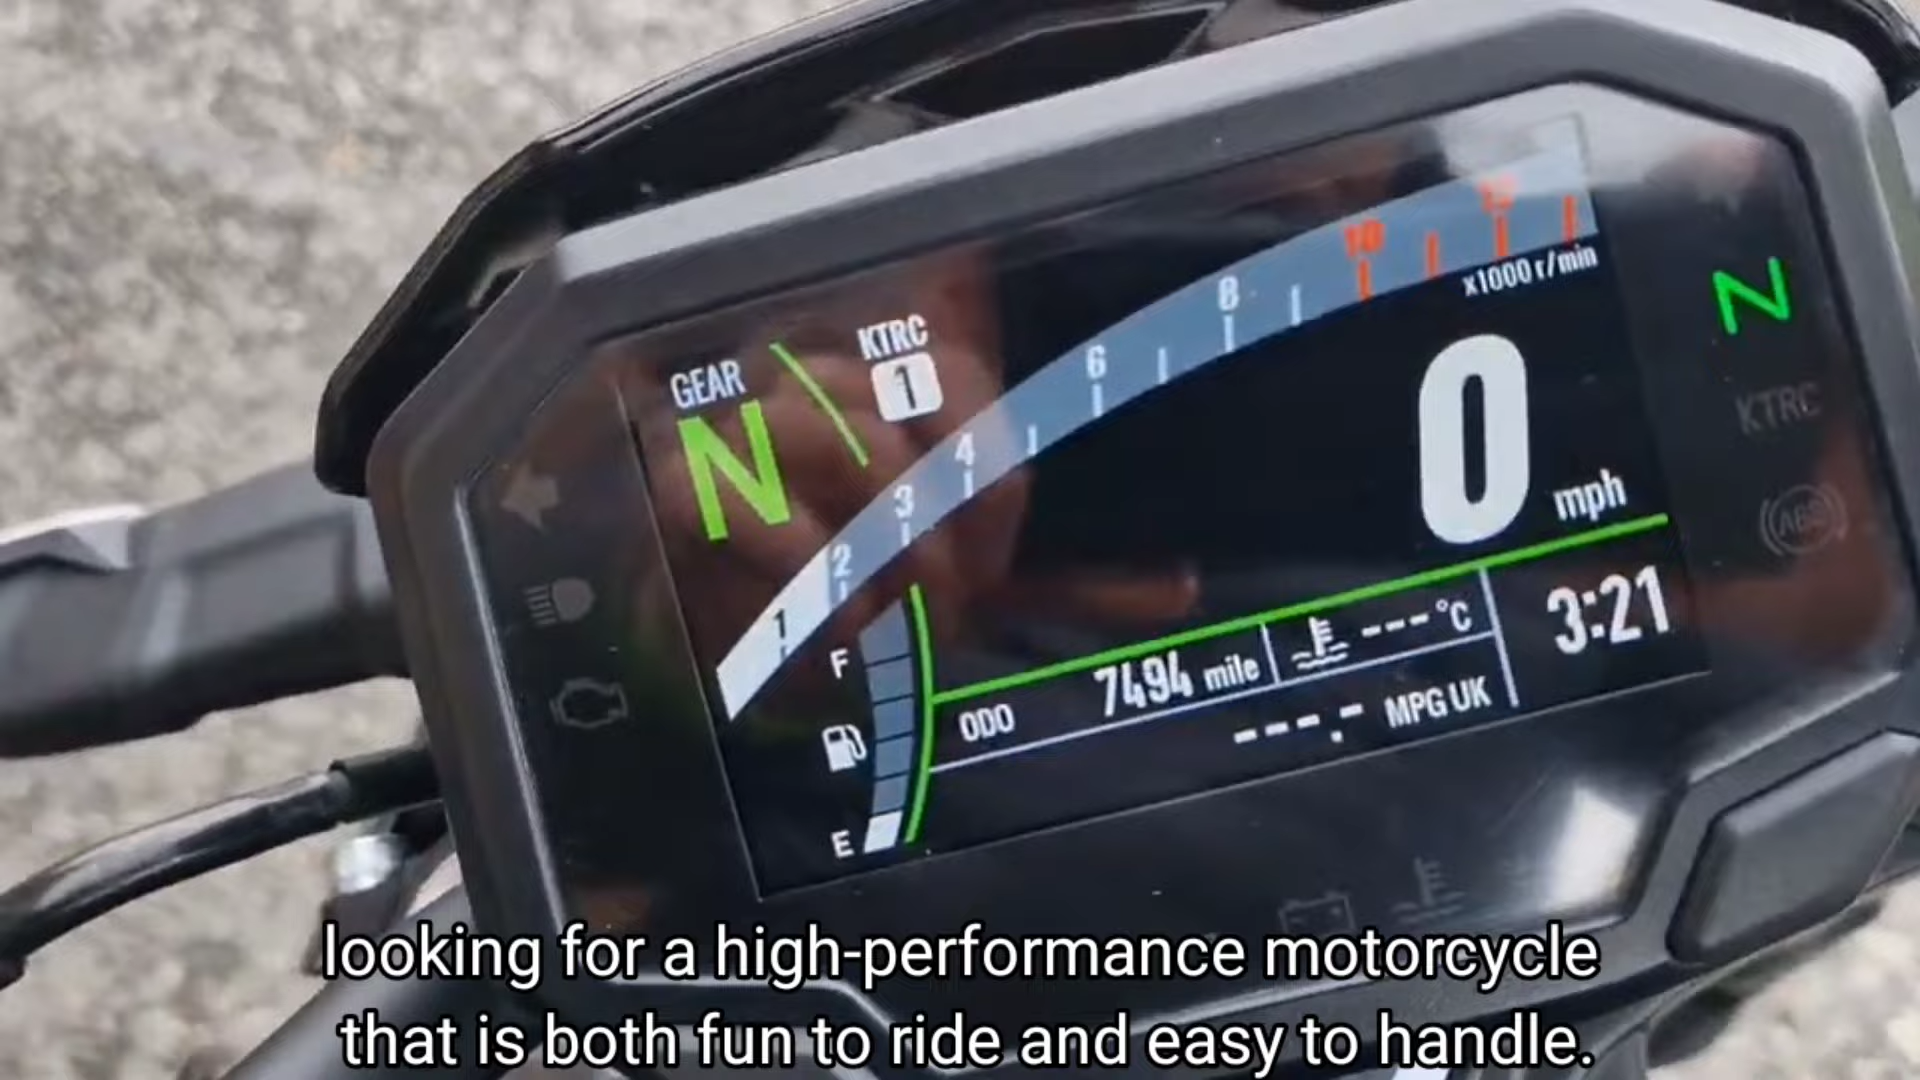 GEAR
N
KTRC
1
1
2
3
4
6
8
10
x1000 r/min
0
mph
N
KTRC
ABS
F
E
ODO 7494 mile
---°C
3:21
---.- MPG UK
looking for a high-performance motorcycle
that is both fun to ride and easy to handle.